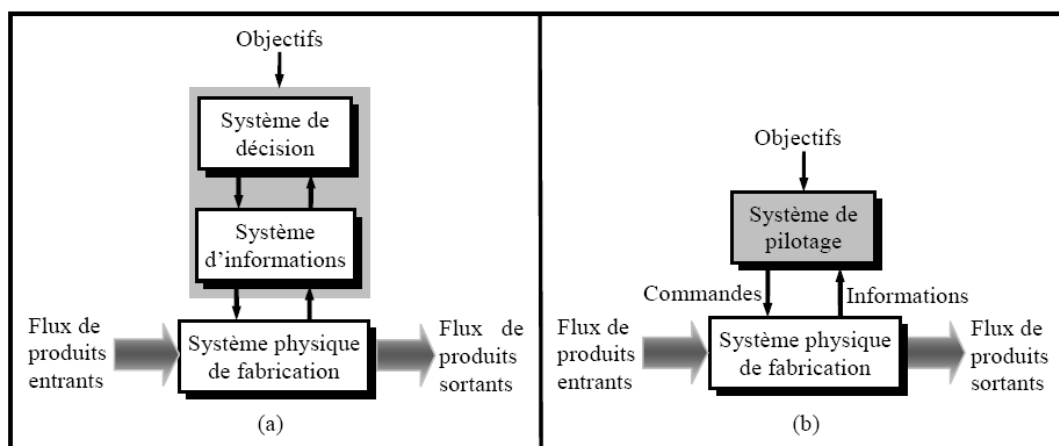 Objectifs
Système de
décision
Système
d'informations
Flux de
produits
entrants
Système physique
de fabrication
Flux de
produits
sortants
(a)
Objectifs
Système de
pilotage
Commandes
Informations
Flux de
produits
entrants
Système physique
de fabrication
Flux de
produits
sortants
(b)